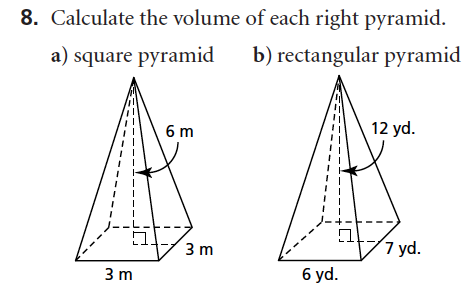 8. Calculate the volume of each right pyramid.
a) square pyramid b) rectangular pyramid
6 m
3 m
3 m
12 yd.
7 yd.
6 yd.